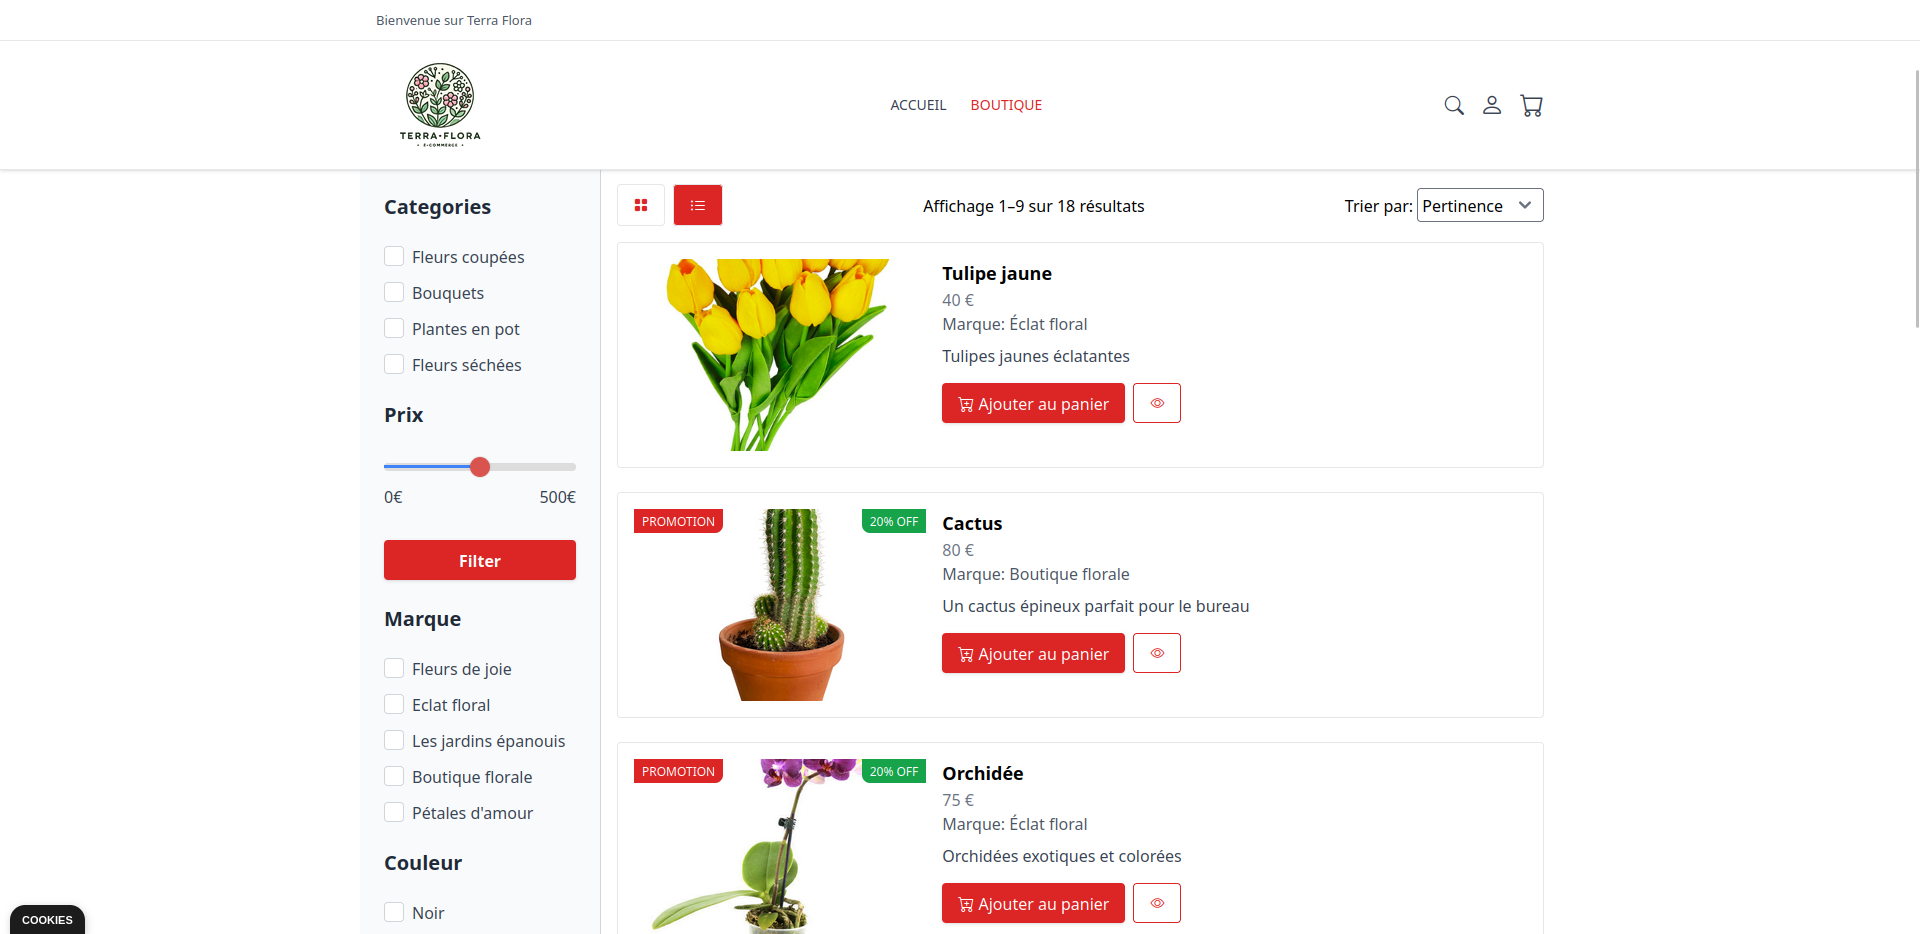 Bienvenue sur Terra Flora
TERRA•FLORA
• E-COMMERCE •
ACCUEIL BOUTIQUE
Categories
Fleurs coupées
Bouquets
Plantes en pot
Fleurs séchées
Prix
0€ 500€
Filter
Marque
Fleurs de joie
Eclat floral
Les jardins épanouis
Boutique florale
Pétales d'amour
Couleur
Noir
Affichage 1–9 sur 18 résultats
Trier par: Pertinence
Tulipe jaune
40 €
Marque: Éclat floral
Tulipes jaunes éclatantes
Ajouter au panier
PROMOTION 20% OFF
Cactus
80 €
Marque: Boutique florale
Un cactus épineux parfait pour le bureau
Ajouter au panier
PROMOTION 20% OFF
Orchidée
75 €
Marque: Éclat floral
Orchidées exotiques et colorées
Ajouter au panier
COOKIES